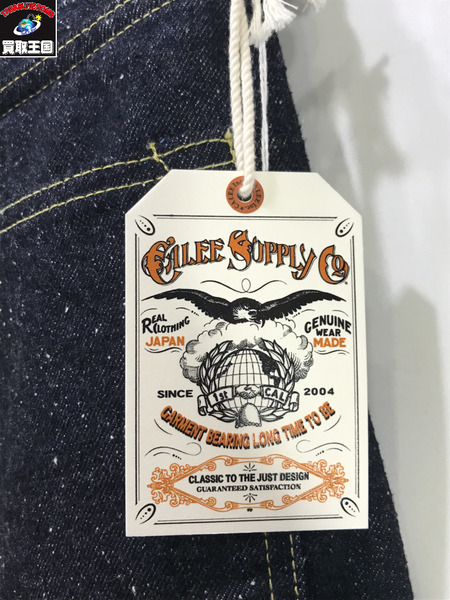 買取王国
CALEE SUPPLY CO.
REAL CLOTHING
JAPAN
GENUINE WEAR
MADE
1st CAL
SINCE 2004
GARMENT BEARING LONG TIME TO BE
CLASSIC TO THE JUST DESIGN
GUARANTEED SATISFACTION